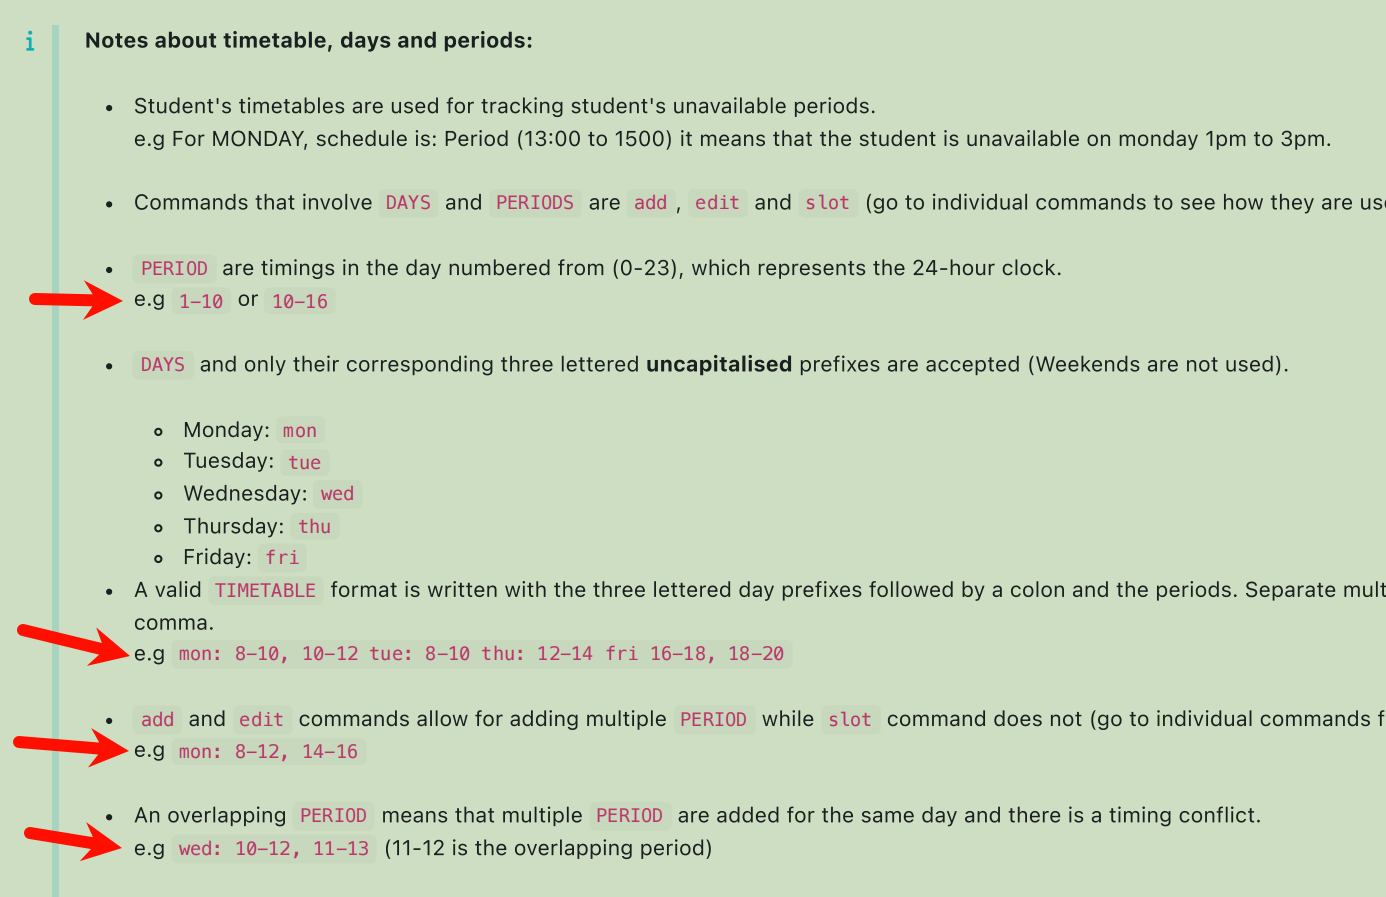 i
Notes about timetable, days and periods:
• Student's timetables are used for tracking student's unavailable periods.
e.g For MONDAY, schedule is: Period (13:00 to 1500) it means that the student is unavailable on monday 1pm to 3pm.
• Commands that involve DAYS and PERIODS are add , edit and slot (go to individual commands to see how they are
• PERIOD are timings in the day numbered from (0-23), which represents the 24-hour clock.
e.g 1-10 or 10-16
• DAYS and only their corresponding three lettered uncapitalised prefixes are accepted (Weekends are not used).
Monday: mon
Tuesday: tue
Wednesday: wed
Thursday: thu
Friday: fri
• A valid TIMETABLE format is written with the three lettered day prefixes followed by a colon and the periods. Separate
comma.
e.g mon: 8-10, 10-12 tue: 8-10 thu: 12-14 fri 16-18, 18-20
• add and edit commands allow for adding multiple PERIOD while slot command does not (go to individual commands
e.g mon: 8-12, 14-16
• An overlapping PERIOD means that multiple PERIOD are added for the same day and there is a timing conflict.
e.g wed: 10-12, 11-13 (11-12 is the overlapping period)